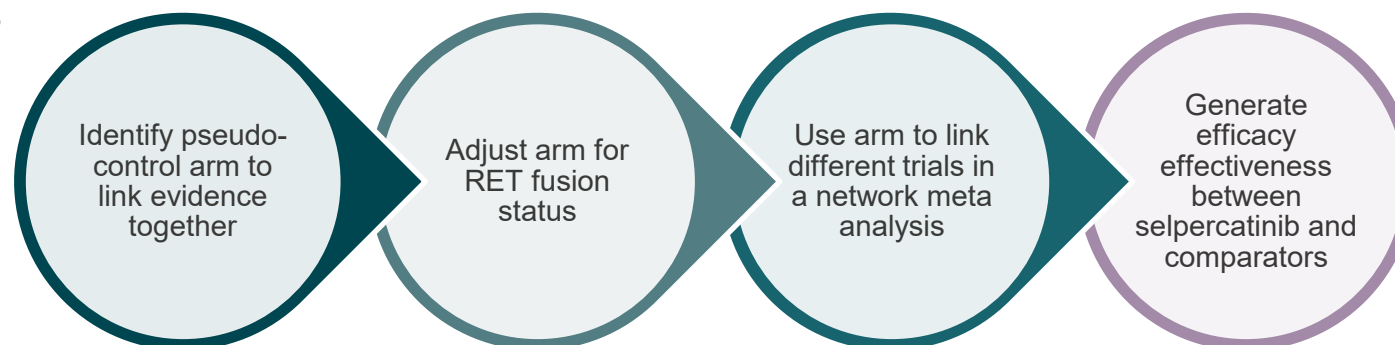 Identify pseudo-
control arm to
link evidence
together
Adjust arm for
RET fusion
status
Use arm to link
different trials in
a network meta
analysis
Generate
efficacy
effectiveness
between
selpercatinib and
comparators